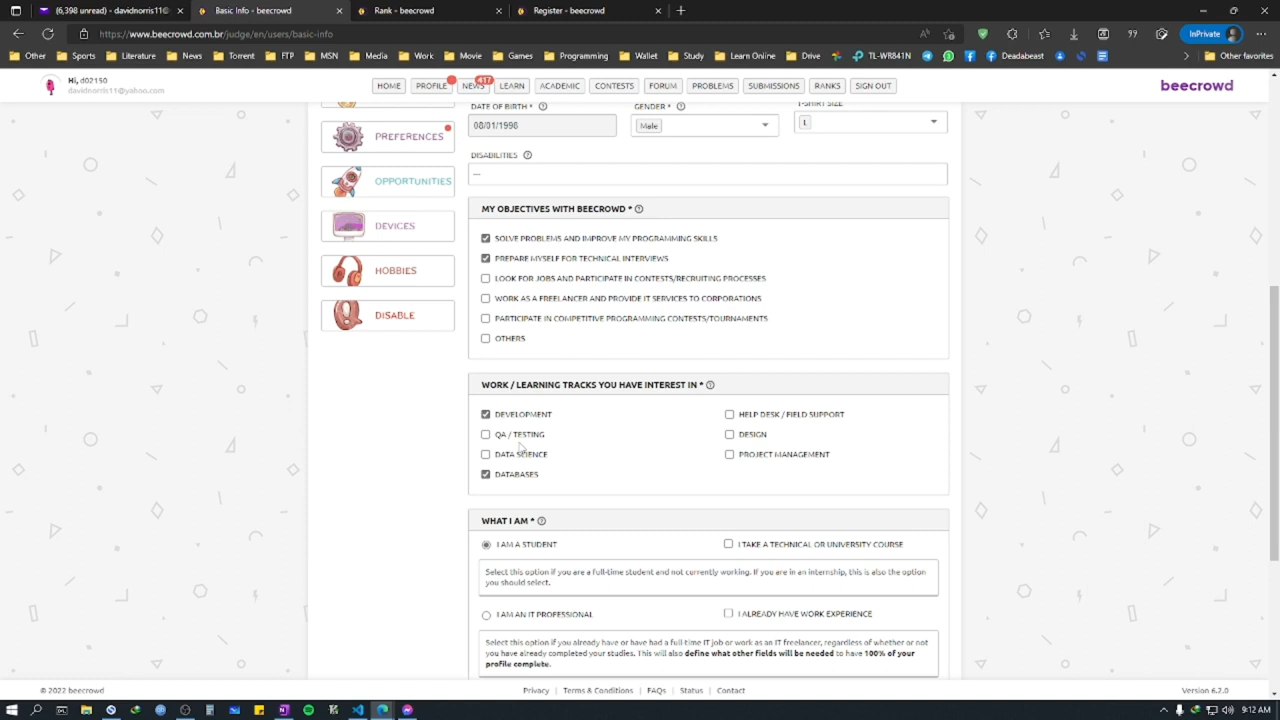 (6,398 unread) - davidnorris11@
Basic Info - beecrowd
Rank - beecrowd
Register - beecrowd
https://www.beecrowd.com.br/judge/en/users/basic-info
InPrivate
Other
Sports
Literature
News
Torrent
FTP
MSN
Media
Work
Movie
Games
Programming
Wallet
Study
Learn Online
Drive
TL-WR841N
Deadabeast
Other favorites
Hi, d02150
davidnorris11@yahoo.com
HOME
PROFILE
NEWS
417
LEARN
ACADEMIC
CONTESTS
FORUM
PROBLEMS
SUBMISSIONS
RANKS
SIGN OUT
beecrowd
PREFERENCES
OPPORTUNITIES
DEVICES
HOBBIES
DISABLE
DATE OF BIRTH *
GENDER *
T-SHIRT SIZE
08/01/1998
Male
L
DISABILITIES
---
MY OBJECTIVES WITH BEECROWD *
SOLVE PROBLEMS AND IMPROVE MY PROGRAMMING SKILLS
PREPARE MYSELF FOR TECHNICAL INTERVIEWS
LOOK FOR JOBS AND PARTICIPATE IN CONTESTS/RECRUITING PROCESSES
WORK AS A FREELANCER AND PROVIDE IT SERVICES TO CORPORATIONS
PARTICIPATE IN COMPETITIVE PROGRAMMING CONTESTS/TOURNAMENTS
OTHERS
WORK / LEARNING TRACKS YOU HAVE INTEREST IN *
DEVELOPMENT
HELP DESK / FIELD SUPPORT
QA / TESTING
DESIGN
DATA SCIENCE
PROJECT MANAGEMENT
DATABASES
WHAT I AM *
I AM A STUDENT
I TAKE A TECHNICAL OR UNIVERSITY COURSE
Select this option if you are a full-time student and not currently working. If you are in an internship, this is also the option
you should select.
I AM AN IT PROFESSIONAL
I ALREADY HAVE WORK EXPERIENCE
Select this option if you already have or have had a full time IT job or work as an IT freelancer, regardless of whether or not
you have already completed your studies. This will also define what other fields will be needed to have 100% of your
profile complete.
© 2022 beecrowd
Privacy | Terms & Conditions | FAQs | Status | Contact
Version 6.2.0
9:12 AM